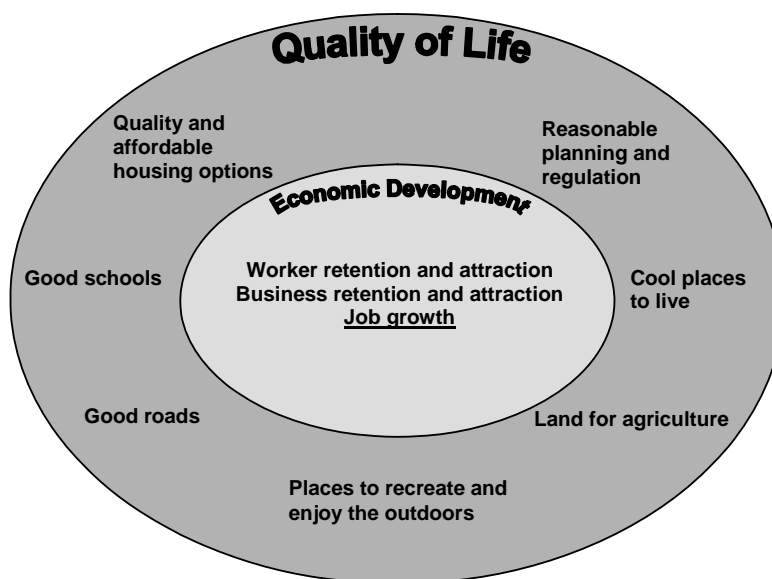 Quality of Life
Quality and
affordable
housing options
Reasonable
planning and
regulation
Economic Development
Worker retention and attraction
Business retention and attraction
Job growth
Good schools
Cool places
to live
Good roads
Land for agriculture
Places to recreate and
enjoy the outdoors